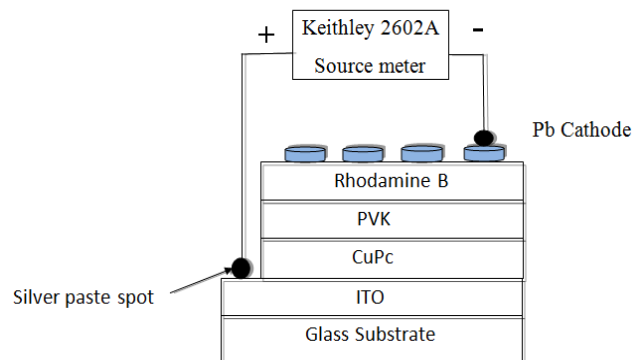 +
Keithley 2602A
-
Source meter
Pb Cathode
Rhodamine B
PVK
CuPc
Silver paste spot
ITO
Glass Substrate